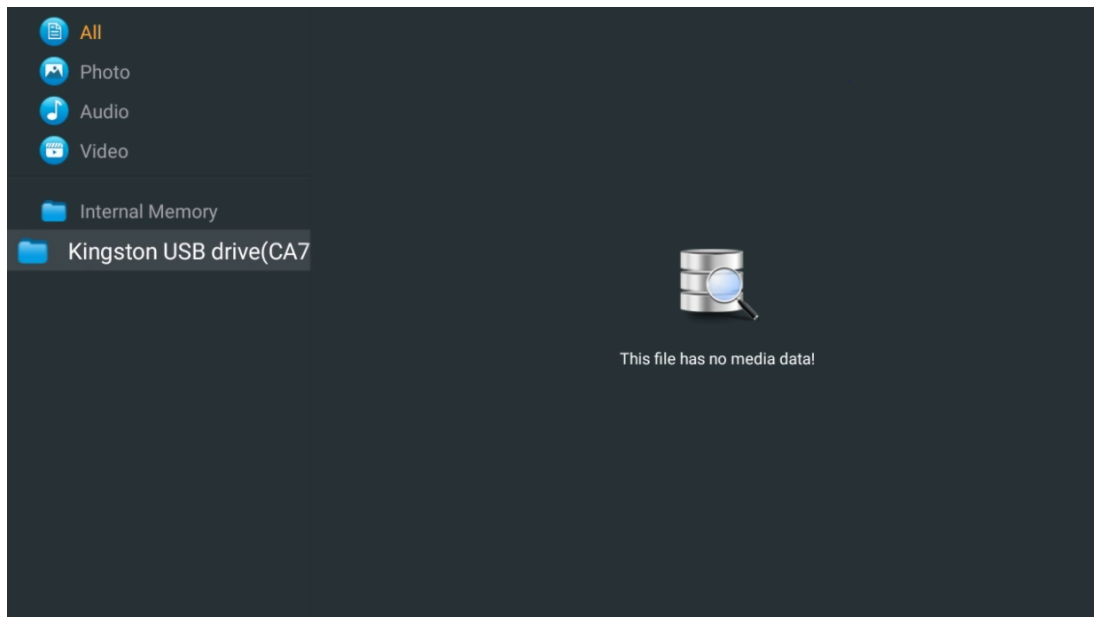 All
Photo
Audio
Video
Internal Memory
Kingston USB drive(CA7
This file has no media data!